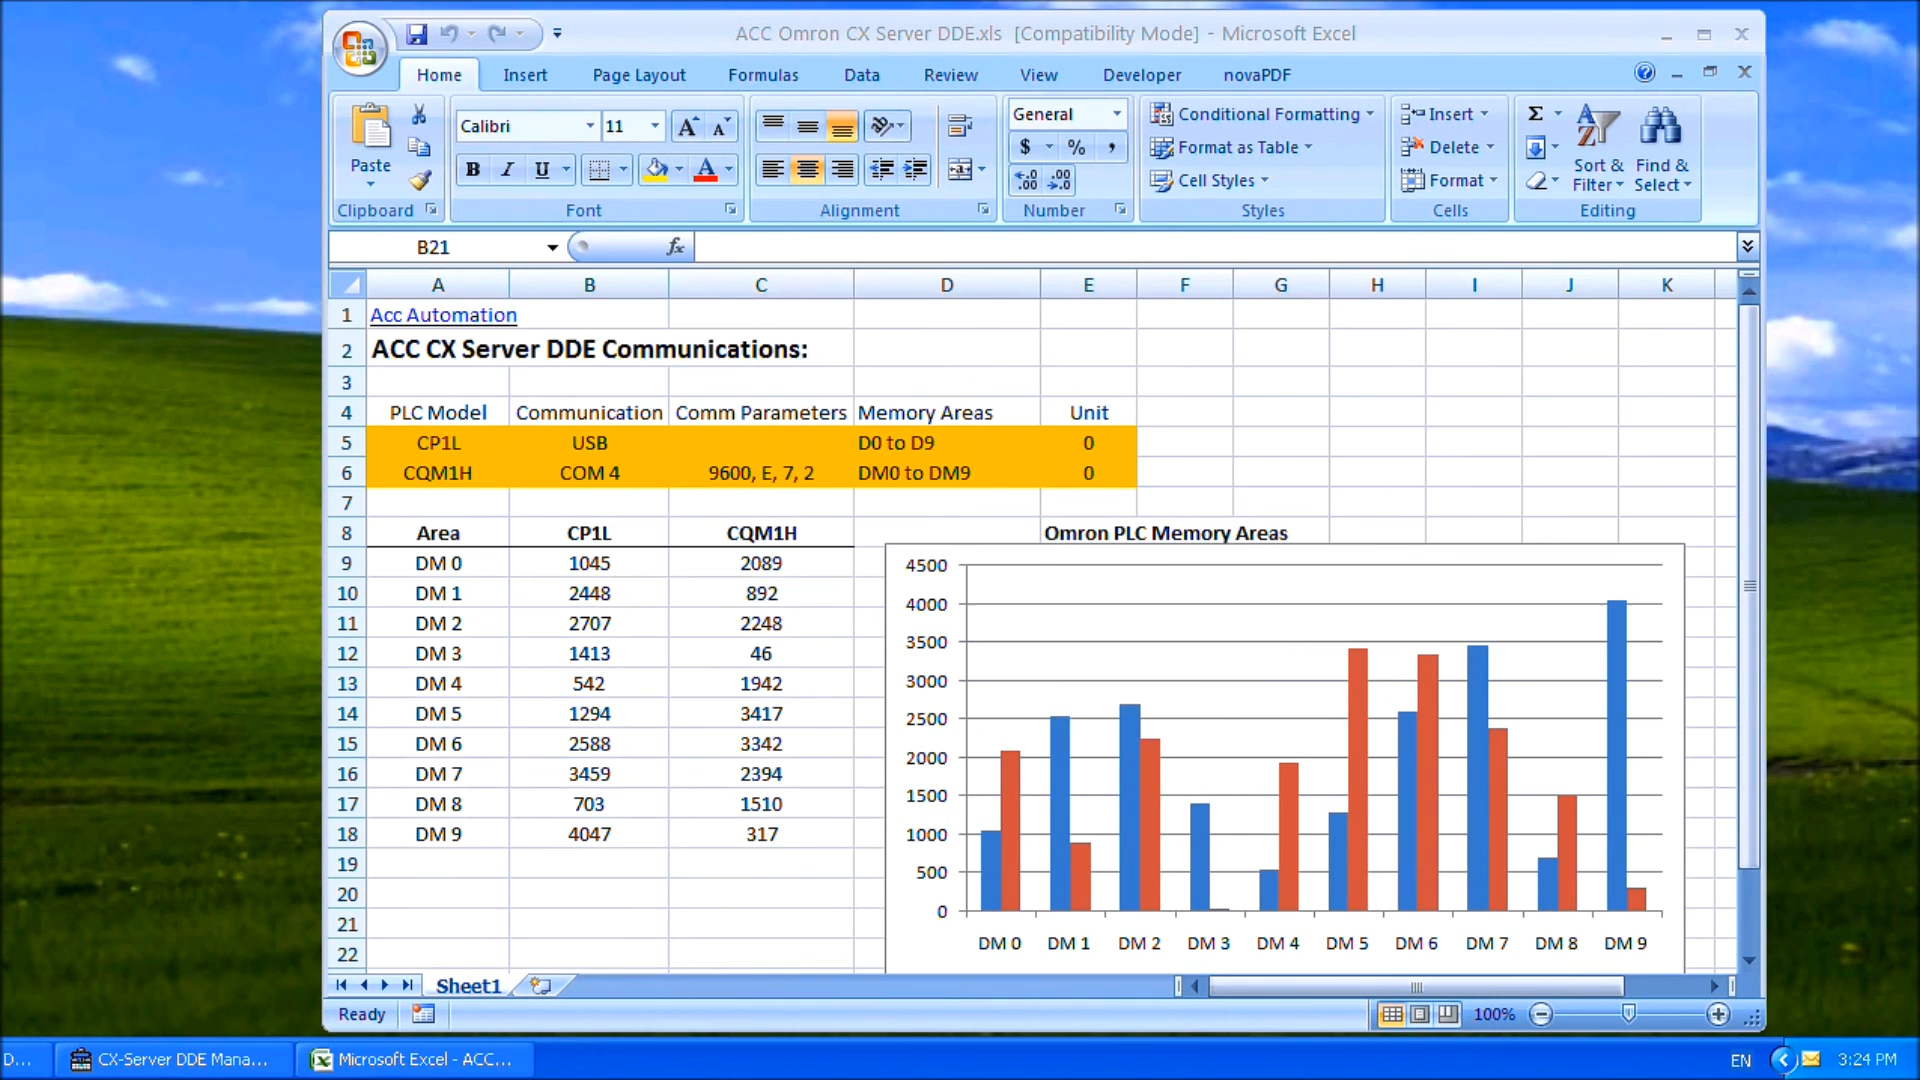 ACC Omron CX Server DDE.xls [Compatibility Mode] - Microsoft Excel
Home Insert Page Layout Formulas Data Review View Developer novaPDF
Calibri 11 General Conditional Formatting Insert Σ
$ % , Format as Table Delete
Paste B I U A Cell Styles Format Sort & Filter Find & Select
Clipboard Font Alignment Number Styles Cells Editing
B21 fx
A B C D E F G H I J K
1 Acc Automation
2 ACC CX Server DDE Communications:
3
4 PLC Model Communication Comm Parameters Memory Areas Unit
5 CP1L USB D0 to D9 0
6 CQM1H COM 4 9600, E, 7, 2 DM0 to DM9 0
7
8 Area CP1L CQM1H Omron PLC Memory Areas
9 DM 0 1045 2089
10 DM 1 2448 892
11 DM 2 2707 2248
12 DM 3 1413 46
13 DM 4 542 1942
14 DM 5 1294 3417
15 DM 6 2588 3342
16 DM 7 3459 2394
17 DM 8 703 1510
18 DM 9 4047 317
19
20
21
22
4500
4000
3500
3000
2500
2000
1500
1000
500
0
DM 0 DM 1 DM 2 DM 3 DM 4 DM 5 DM 6 DM 7 DM 8 DM 9
Sheet1
Ready 100%
D... CX-Server DDE Mana... Microsoft Excel - ACC... EN 3:24 PM